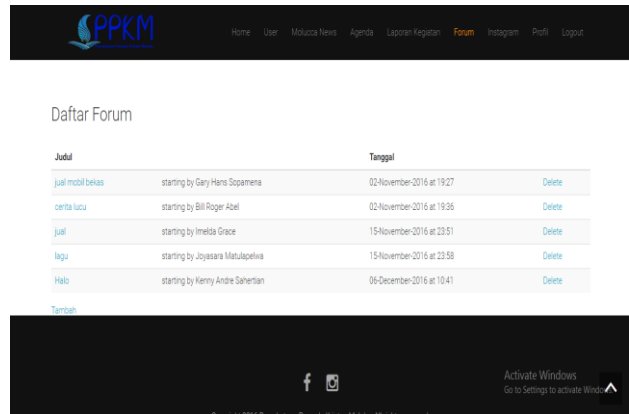 PPKM
Home User Molucca News Agenda Laporan Kegiatan Forum Instagram Profil Logout
Daftar Forum
Judul Tanggal
jual mobil bekas starting by Gary Hans Sopamena 02-November-2016 at 19:27 Delete
cerita lucu starting by Bill Roger Abel 02-November-2016 at 19:36 Delete
jual starting by Imelda Grace 15-November-2016 at 23:51 Delete
lagu starting by Joyasara Matulapelwa 15-November-2016 at 23:58 Delete
Halo starting by Kenny Andre Sahertian 06-December-2016 at 10:41 Delete
Tambah
Activate Windows
Go to Settings to activate Windows